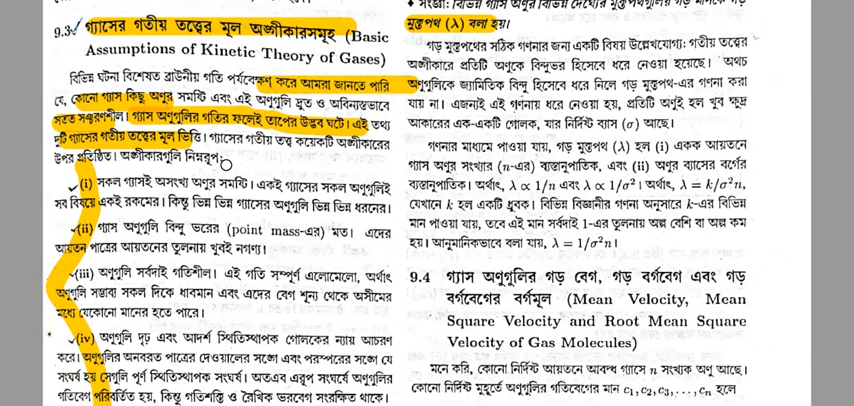 9.3 গ্যাসের গতীয় তত্ত্বের মূল অঙ্গীকারসমূহ (Basic
Assumptions of Kinetic Theory of Gases)
বিভিন্ন ঘটনা বিশেষত ব্রাউনীয় গতি পর্যবেক্ষণ করে আমরা জানতে পারি
যে, কোনো গ্যাস কিছু অণুর সমষ্টি এবং এই অণুগুলি দ্রুত ও অবিন্যস্তভাবে
সতত সঞ্চরণশীল। গ্যাস অণুগুলির গতির ফলেই তাপের উদ্ভব ঘটে। এই তথ্য
দুটি গ্যাসের গতীয় তত্ত্বের মূল ভিত্তি। গ্যাসের গতীয় তত্ত্ব কয়েকটি অঙ্গীকারের
উপর প্রতিষ্ঠিত। অঙ্গীকারগুলি নিম্নরূপ:
(i) সকল গ্যাসই অসংখ্য অণুর সমষ্টি। একই গ্যাসের সকল অণুগুলিই
সব বিষয়ে একই রকমের। কিন্তু ভিন্ন ভিন্ন গ্যাসের অণুগুলি ভিন্ন ভিন্ন ধরনের।
(ii) গ্যাস অণুগুলি বিন্দু ভরের (point mass-এর) মত। এদের
আয়তন পাত্রের আয়তনের তুলনায় খুবই নগণ্য।
(iii) অণুগুলি সর্বদাই গতিশীল। এই গতি সম্পূর্ণ এলোমেলো, অর্থাৎ
অণুগুলি সম্ভাব্য সকল দিকে ধাবমান এবং এদের বেগ শূন্য থেকে অসীমের
মধ্যে যেকোনো মানের হতে পারে।
(iv) অণুগুলি দৃঢ় এবং আদর্শ স্থিতিস্থাপক গোলকের ন্যায় আচরণ
করে। অণুগুলির অনবরত পাত্রের দেওয়ালের সঙ্গে এবং পরস্পরের সঙ্গে যে
সংঘর্ষ হয় সেগুলি পূর্ণ স্থিতিস্থাপক সংঘর্ষ। অতএব এরূপ সংঘর্ষে অণুগুলির
গতিবেগ পরিবর্তিত হয়, কিন্তু গতিশক্তি ও রৈখিক ভরবেগ সংরক্ষিত থাকে।
♦ সংজ্ঞা: বিভিন্ন গ্যাস অণুর বিভিন্ন দৈর্ঘ্যের মুক্তপথগুলির গড় মানকে গড়
মুক্তপথ (λ) বলা হয়।
গড় মুক্তপথের সঠিক গণনার জন্য একটি বিষয় উল্লেখযোগ্য: গতীয় তত্ত্বের
অঙ্গীকারে প্রতিটি অণুকে বিন্দুভর হিসেবে ধরে নেওয়া হয়েছে। অথচ
অণুগুলিকে জ্যামিতিক বিন্দু হিসেবে ধরে নিলে গড় মুক্তপথ-এর গণনা করা
যায় না। এজন্যই এই গণনায় ধরে নেওয়া হয়, প্রতিটি অণুই হল খুব ক্ষুদ্র
আকারের এক-একটি গোলক, যার নির্দিষ্ট ব্যাস (σ) আছে।
গণনার মাধ্যমে পাওয়া যায়, গড় মুক্তপথ (λ) হল (i) একক আয়তনে
গ্যাস অণুর সংখ্যার (n-এর) ব্যস্তানুপাতিক, এবং (ii) অণুর ব্যাসের বর্গের
ব্যস্তানুপাতিক। অর্থাৎ, λ ∝ 1/n এবং λ ∝ 1/σ²। অর্থাৎ, λ = k/σ²n,
যেখানে k হল একটি ধ্রুবক। বিভিন্ন বিজ্ঞানীর গণনা অনুসারে k-এর বিভিন্ন
মান পাওয়া যায়, তবে এই মান সর্বদাই 1-এর তুলনায় অল্প বেশি বা অল্প কম
হয়। আনুমানিকভাবে বলা যায়, λ = 1/σ²n।
9.4 গ্যাস অণুগুলির গড় বেগ, গড় বর্গবেগ এবং গড়
বর্গবেগের বর্গমূল (Mean Velocity, Mean
Square Velocity and Root Mean Square
Velocity of Gas Molecules)
মনে করি, কোনো নির্দিষ্ট আয়তনে আবদ্ধ গ্যাসে n সংখ্যক অণু আছে।
কোনো নির্দিষ্ট মুহূর্তে অণুগুলির গতিবেগের মান c₁, c₂, c₃, ..., cₙ হলে